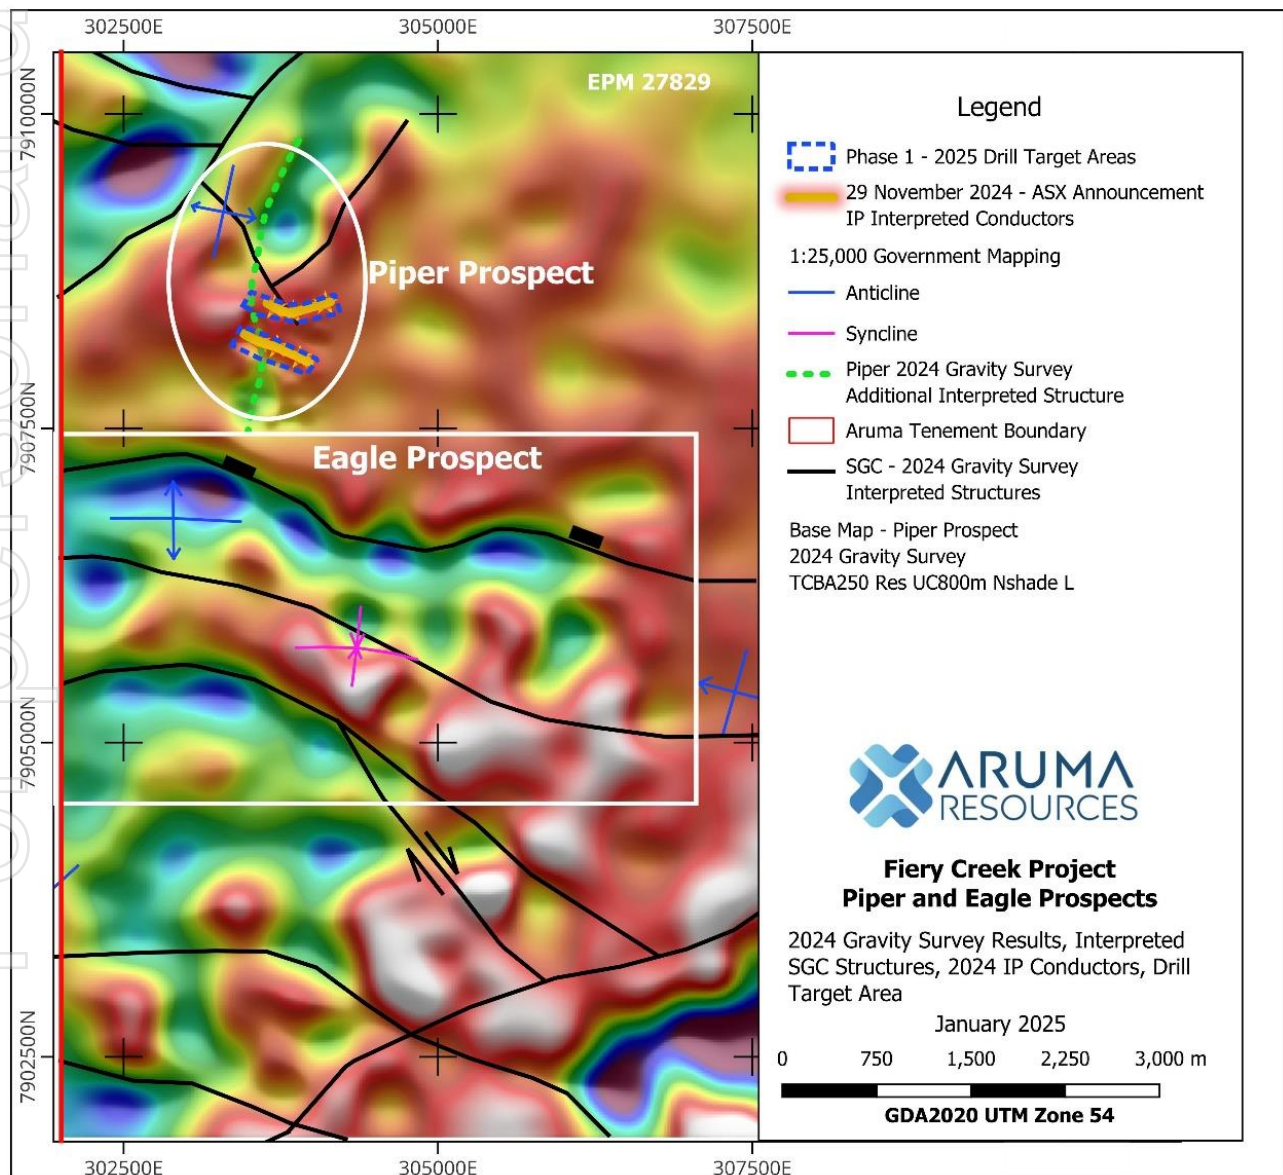 302500E
305000E
307500E
7910000N
7907500N
7905000N
7902500N
EPM 27829
Piper Prospect
Eagle Prospect
302500E
305000E
307500E
Legend
Phase 1 - 2025 Drill Target Areas
29 November 2024 - ASX Announcement
IP Interpreted Conductors
1:25,000 Government Mapping
Anticline
Syncline
Piper 2024 Gravity Survey
Additional Interpreted Structure
Aruma Tenement Boundary
SGC - 2024 Gravity Survey
Interpreted Structures
Base Map - Piper Prospect
2024 Gravity Survey
TCBA250 Res UC800m Nshade L
ARUMA
RESOURCES
Fiery Creek Project
Piper and Eagle Prospects
2024 Gravity Survey Results, Interpreted
SGC Structures, 2024 IP Conductors, Drill
Target Area
January 2025
0 750 1,500 2,250 3,000 m
GDA2020 UTM Zone 54